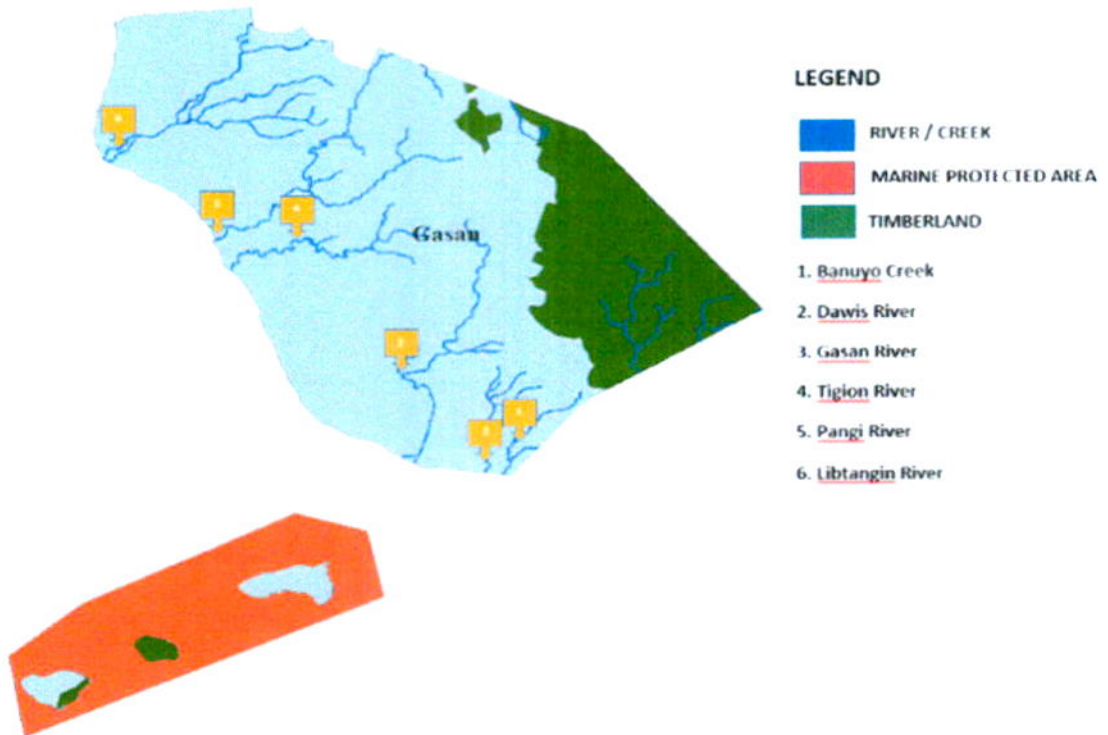 LEGEND
RIVER / CREEK
MARINE PROTECTED AREA
TIMBERLAND
Gasan
1. Banuyo Creek
2. Dawis River
3. Gasan River
4. Tigion River
5. Pangi River
6. Libtangin River